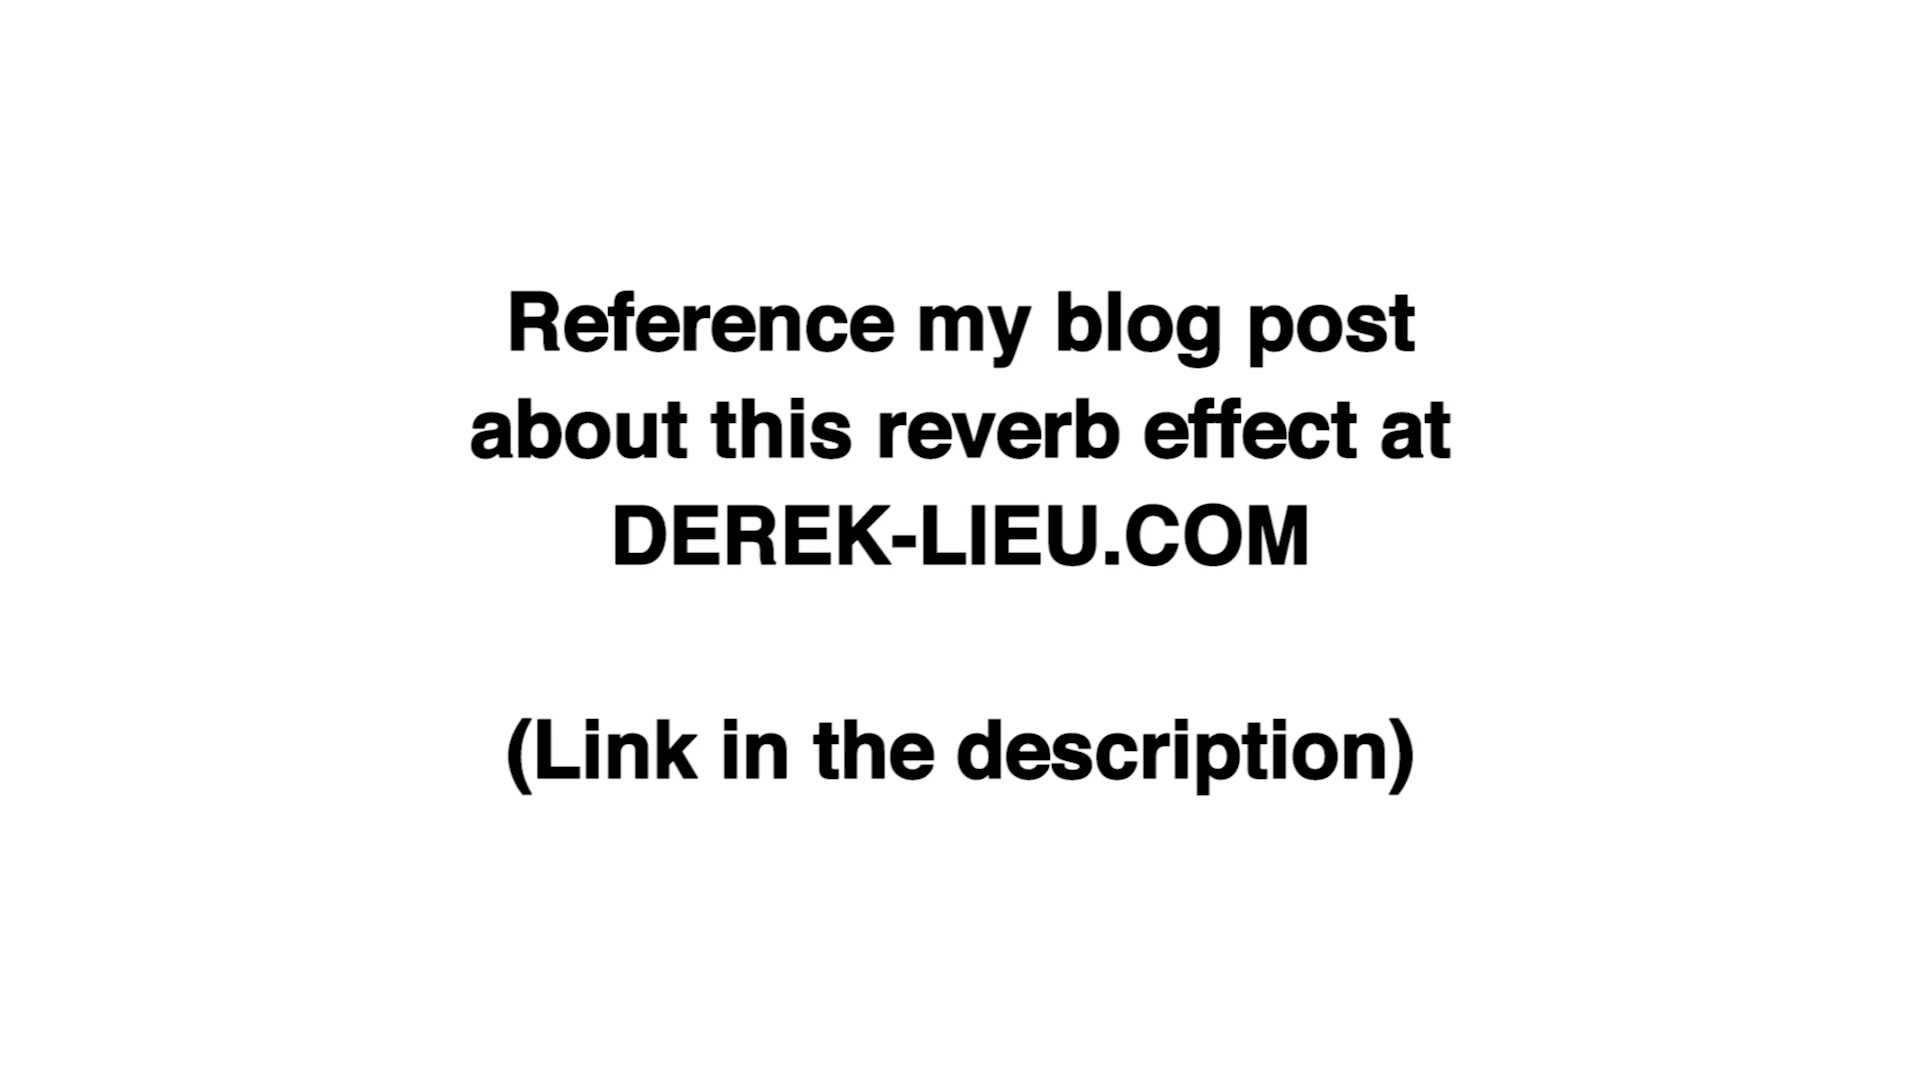 Reference my blog post
about this reverb effect at
DEREK-LIEU.COM
(Link in the description)